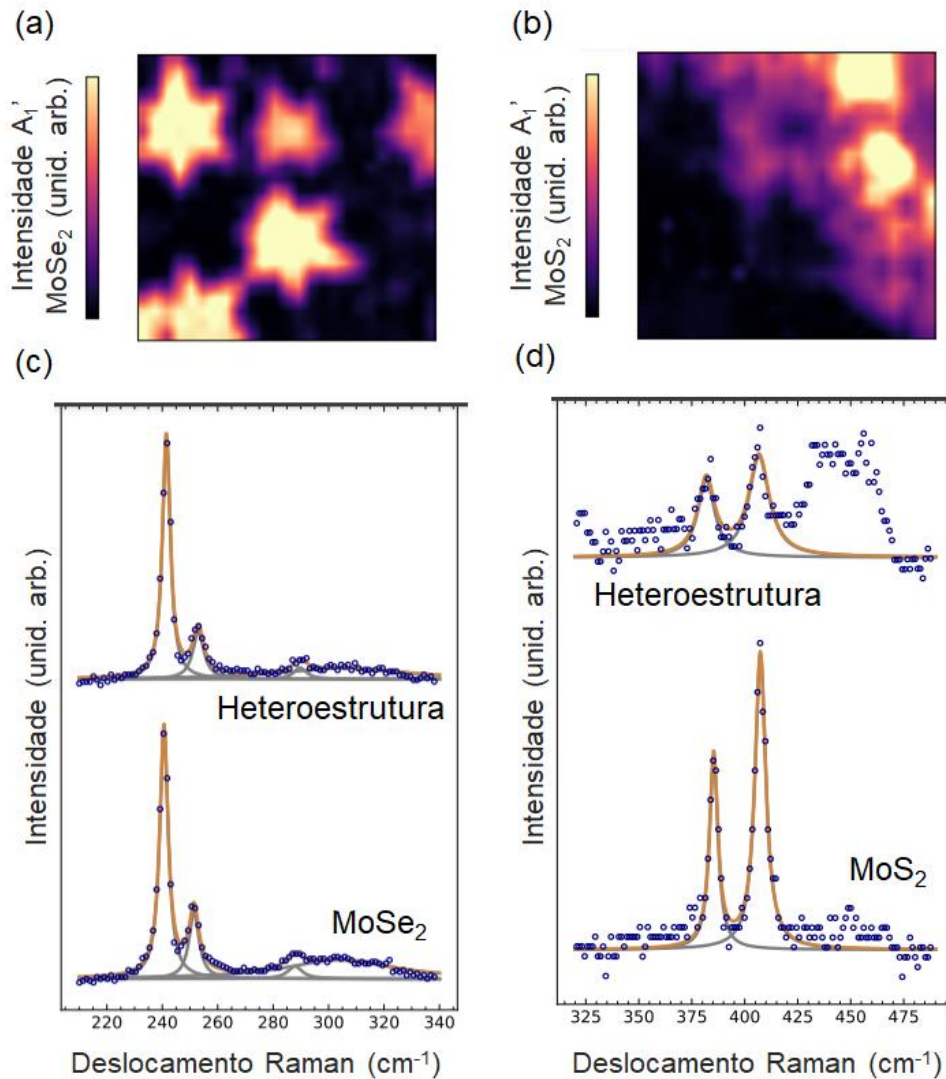 (a)
(b)
Intensidade A₁’
MoSe₂ (unid. arb.)
Intensidade A₁’
MoS₂ (unid. arb.)
(c)
(d)
Intensidade (unid. arb.)
Heteroestrutura
MoSe₂
220 240 260 280 300 320 340
Deslocamento Raman (cm⁻¹)
Intensidade (unid. arb.)
Heteroestrutura
MoS₂
325 350 375 400 425 450 475
Deslocamento Raman (cm⁻¹)